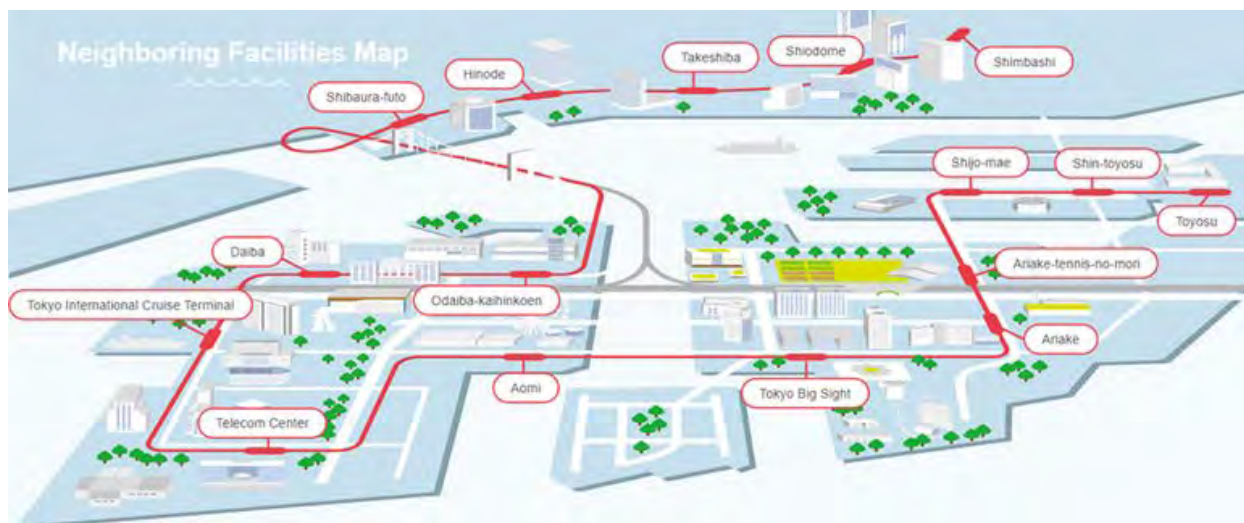 Neighboring Facilities Map
Shiodome
Takeshiba
Shimbashi
Hinode
Shibaura-futo
Shijo-mae
Shin-toyosu
Toyosu
Daiba
Ariake-tennis-no-mori
Tokyo International Cruise Terminal
Odaiba-kaihinkoen
Ariake
Aomi
Tokyo Big Sight
Telecom Center